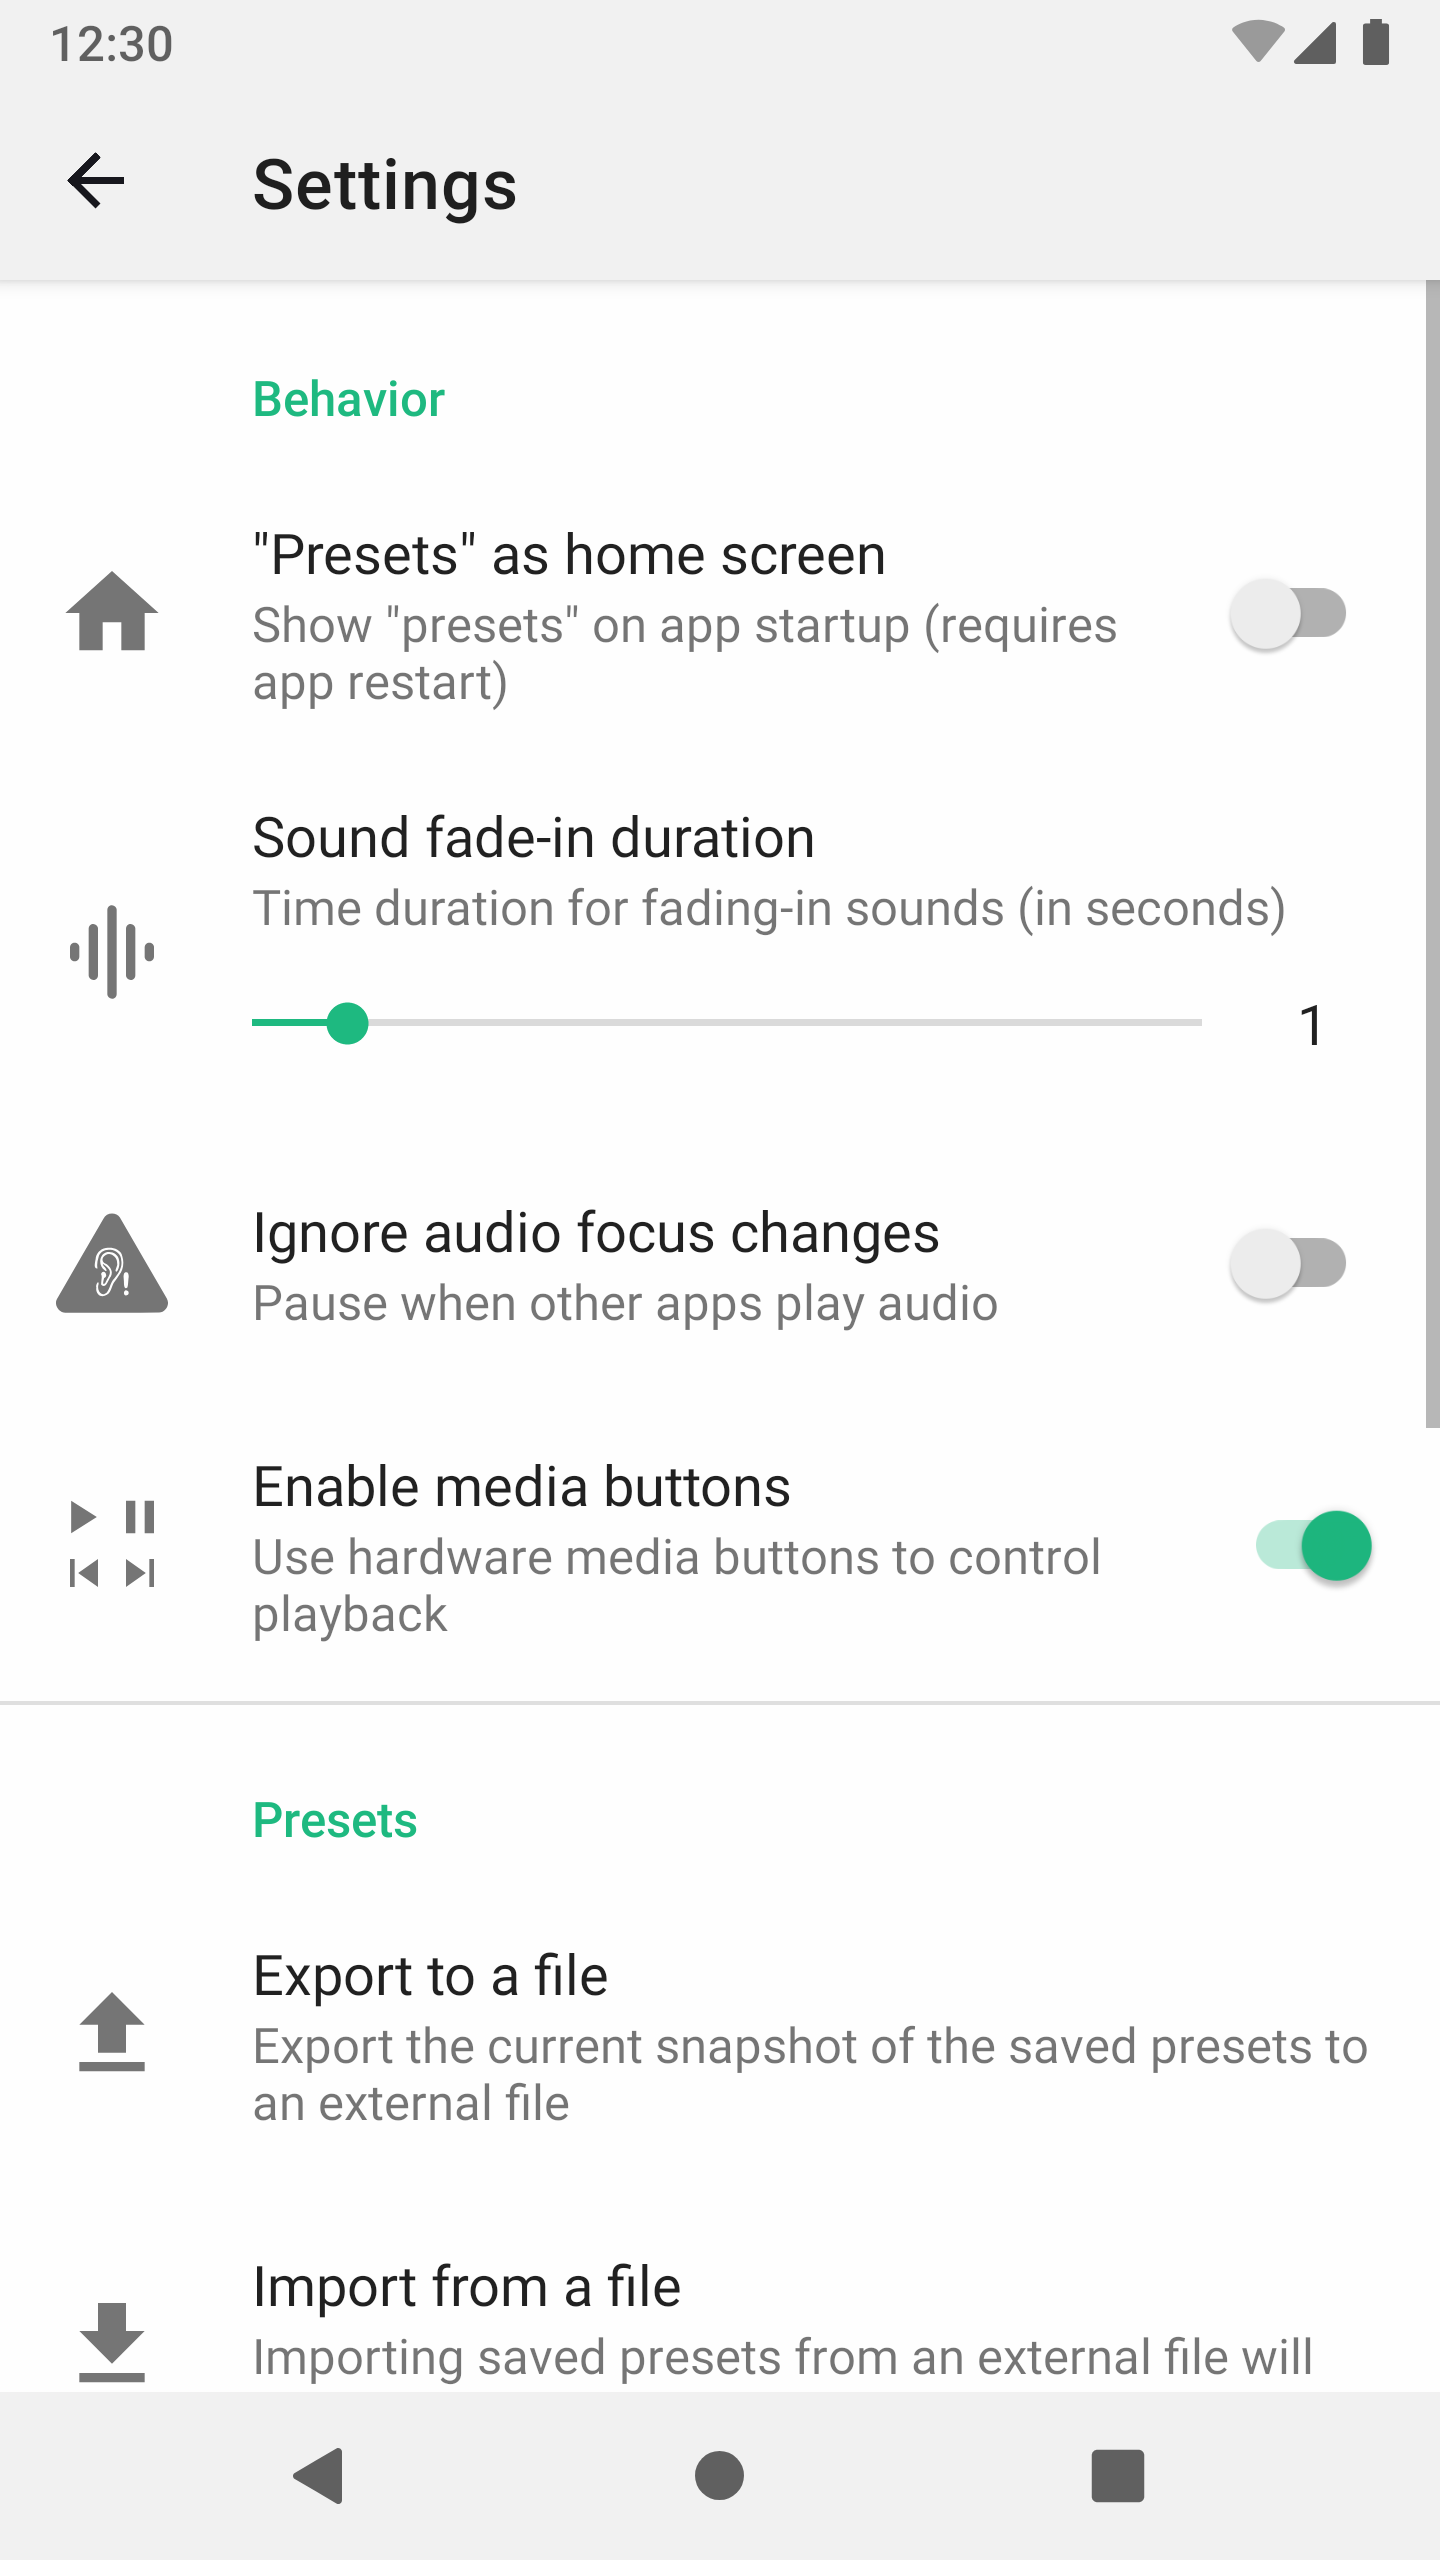 12:30
Settings
Behavior
"Presets" as home screen
Show "presets" on app startup (requires
app restart)
Sound fade-in duration
Time duration for fading-in sounds (in seconds)
1
Ignore audio focus changes
Pause when other apps play audio
Enable media buttons
Use hardware media buttons to control
playback
Presets
Export to a file
Export the current snapshot of the saved presets to
an external file
Import from a file
Importing saved presets from an external file will